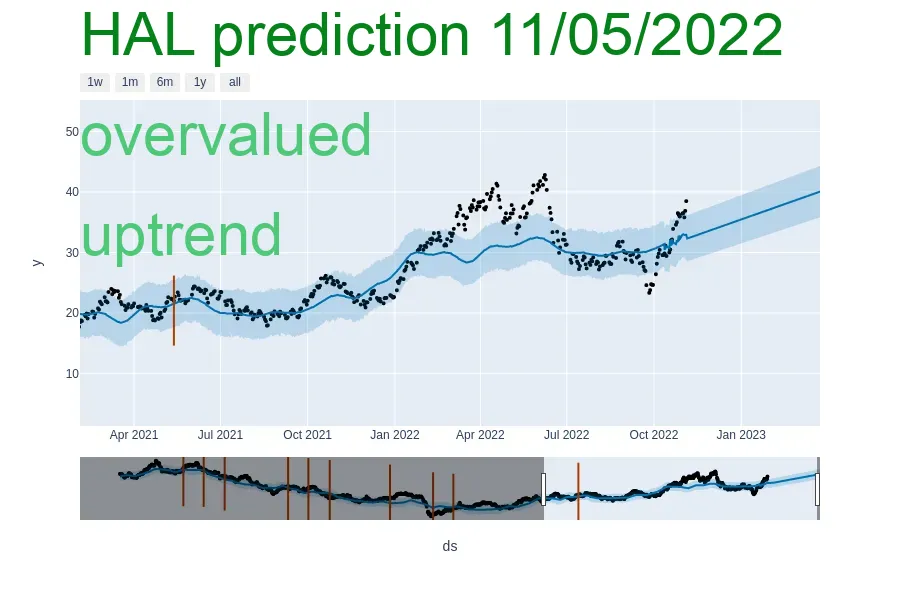 HAL prediction 11/05/2022
1w 1m 6m 1y all
overvalued
uptrend
50
40
30
20
10
y
Apr 2021 Jul 2021 Oct 2021 Jan 2022 Apr 2022 Jul 2022 Oct 2022 Jan 2023
ds